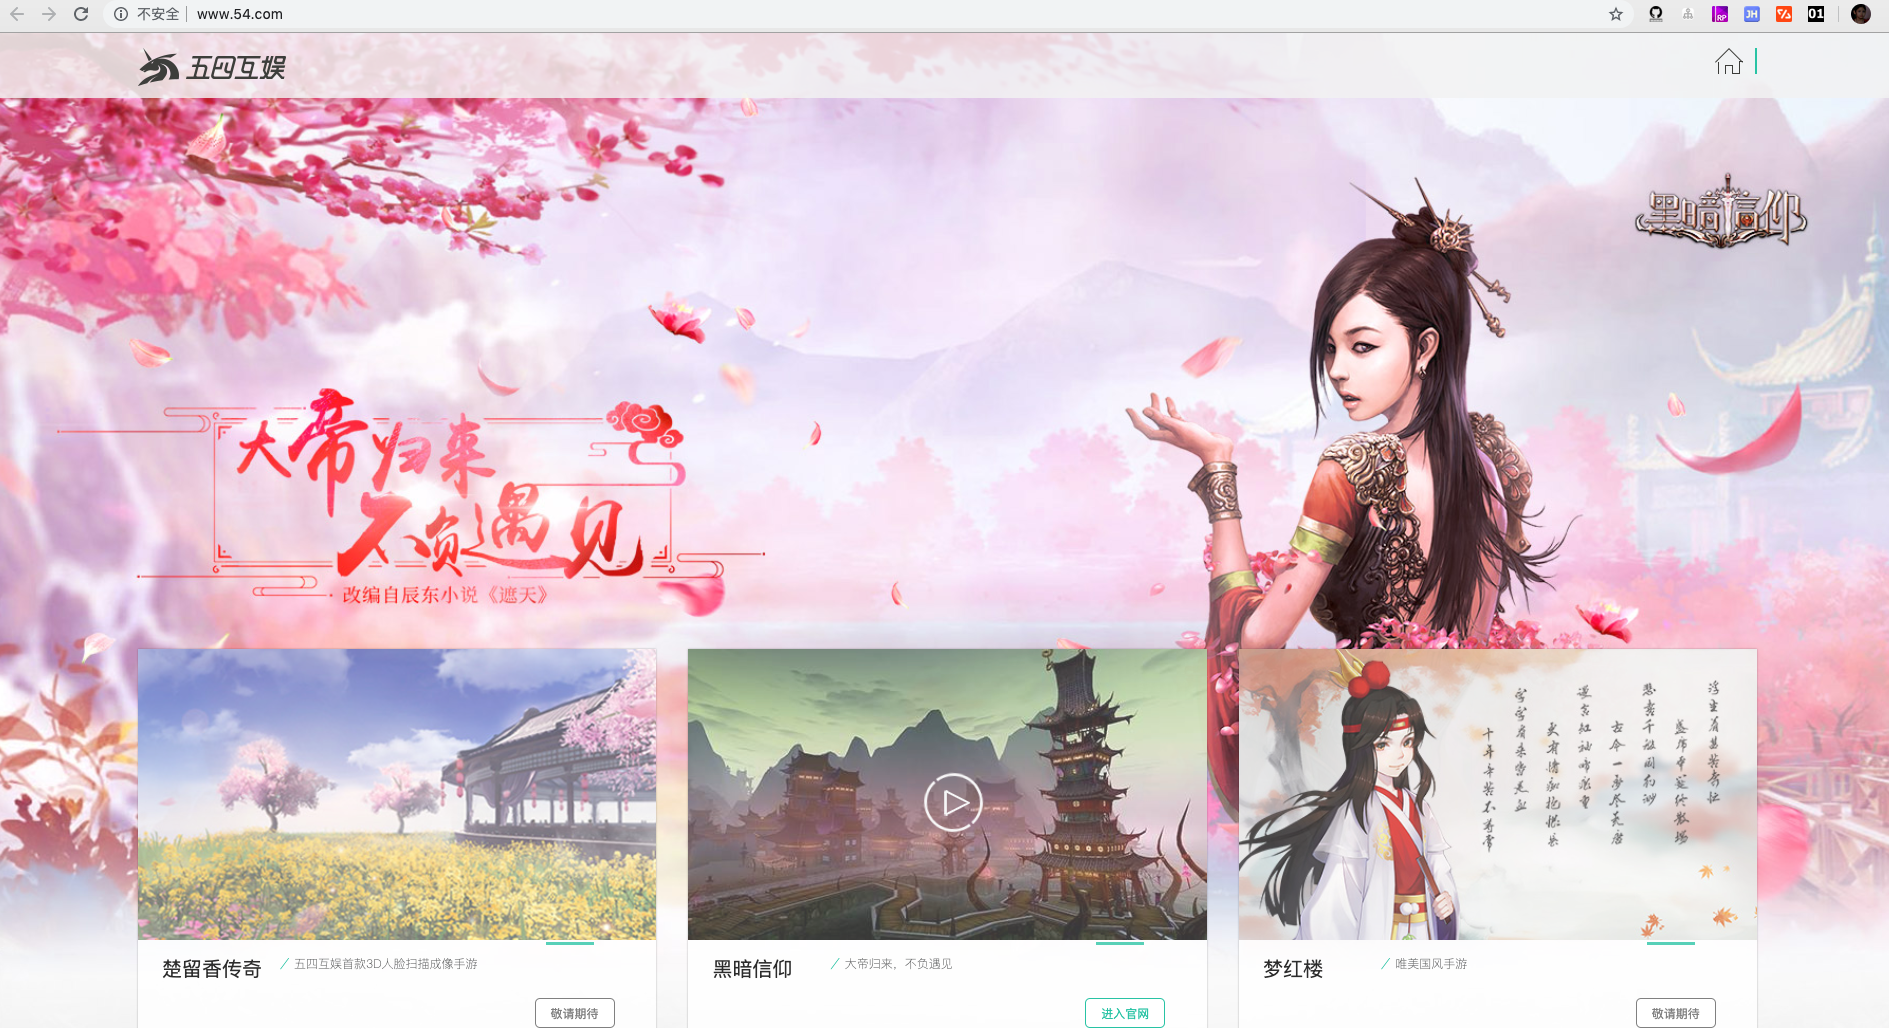 不安全 www.54.com
RP
JH
01
五四互娱
黑暗信仰
大帝归来
不负遇见
改编自辰东小说《遮天》
楚留香传奇
五四互娱首款3D人脸扫描成像手游
敬请期待
黑暗信仰
大帝归来，不负遇见
进入官网
梦红楼
唯美国风手游
敬请期待